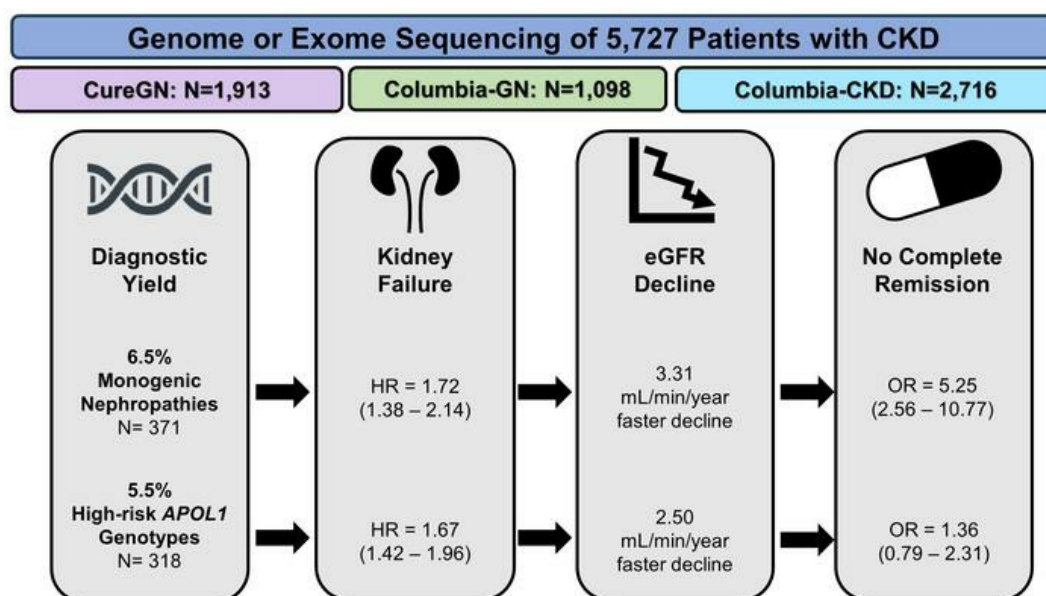 Genome or Exome Sequencing of 5,727 Patients with CKD
CureGN: N=1,913
Columbia-GN: N=1,098
Columbia-CKD: N=2,716
Diagnostic
Yield
Kidney
Failure
eGFR
Decline
No Complete
Remission
6.5%
Monogenic
Nephropathies
N= 371
HR = 1.72
(1.38 – 2.14)
3.31
mL/min/year
faster decline
OR = 5.25
(2.56 – 10.77)
5.5%
High-risk APOL1
Genotypes
N= 318
HR = 1.67
(1.42 – 1.96)
2.50
mL/min/year
faster decline
OR = 1.36
(0.79 – 2.31)